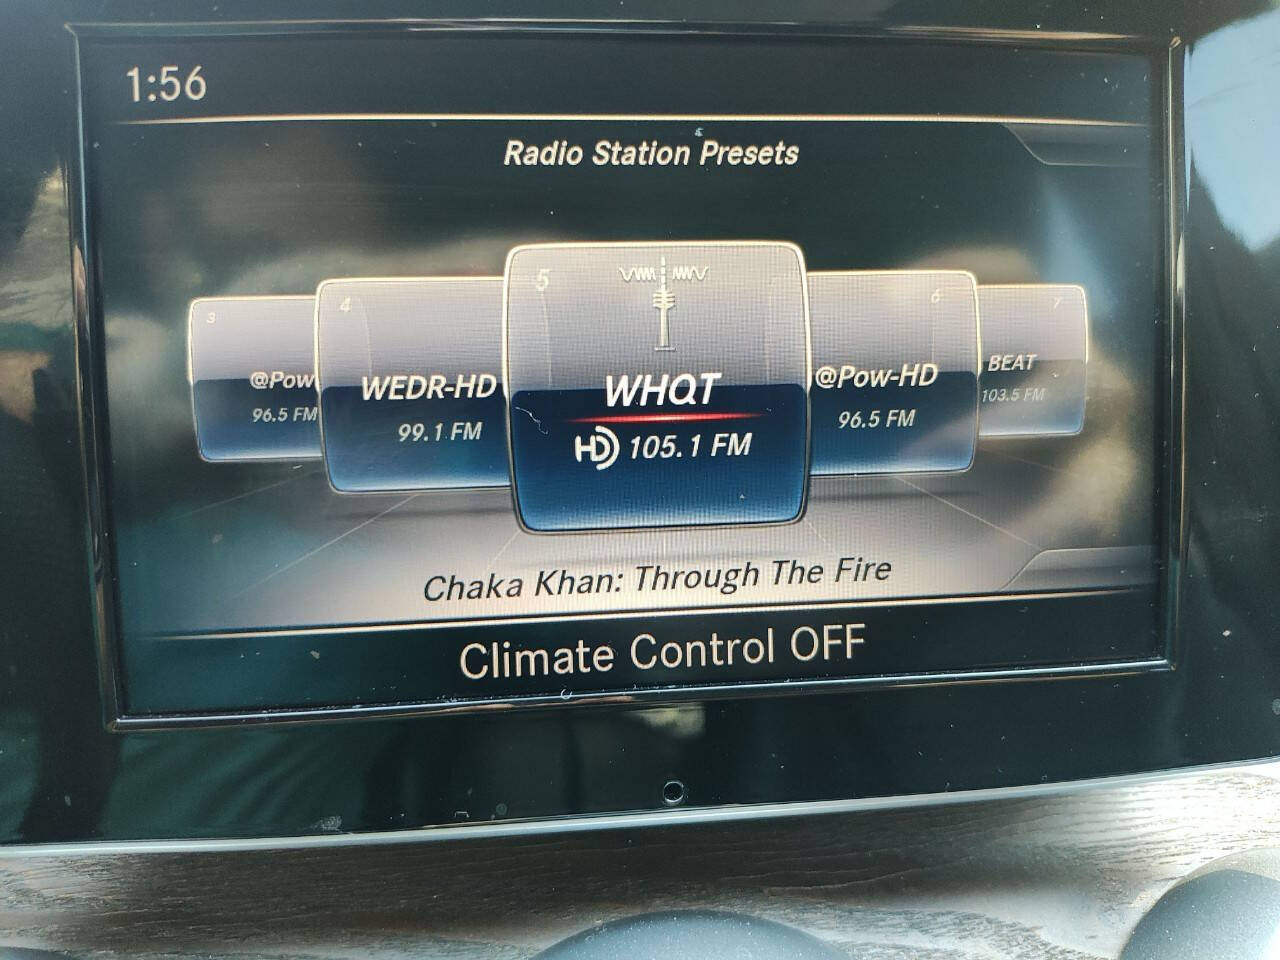 1:56
Radio Station Presets
3
@Pow
96.5 FM
4
WEDR-HD
99.1 FM
5
WHQT
HD 105.1 FM
6
@Pow-HD
96.5 FM
7
BEAT
103.5 FM
Chaka Khan: Through The Fire
Climate Control OFF